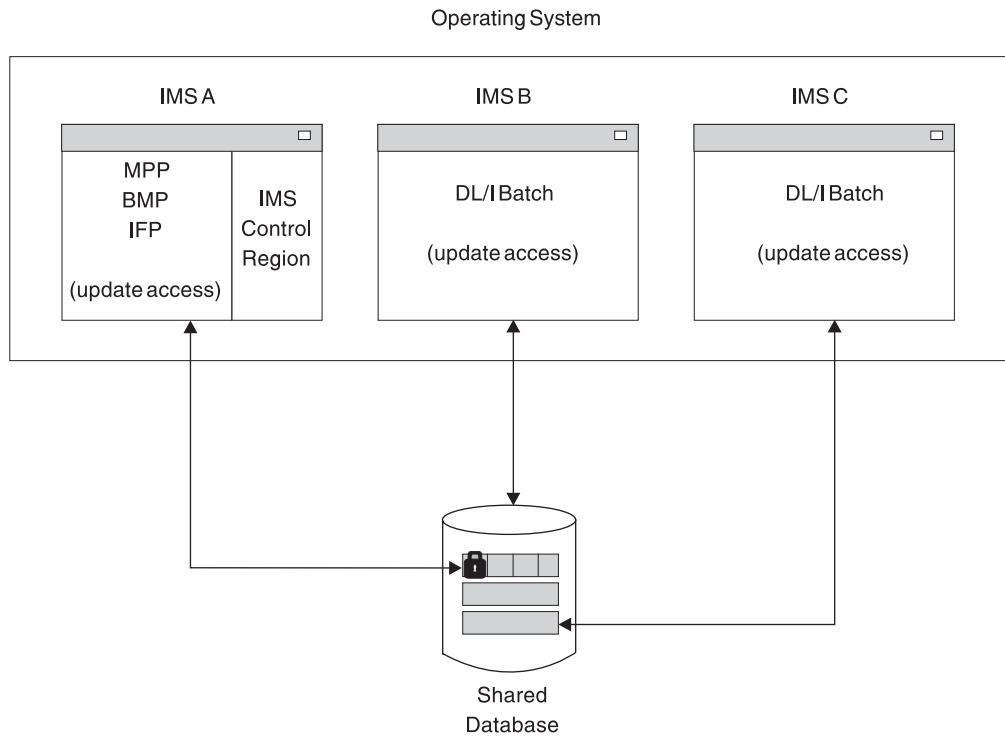 Operating System
IMS A
IMS B
IMS C
MPP
BMP
IFP
(update access)
IMS
Control
Region
DL/I Batch
(update access)
DL/I Batch
(update access)
Shared
Database